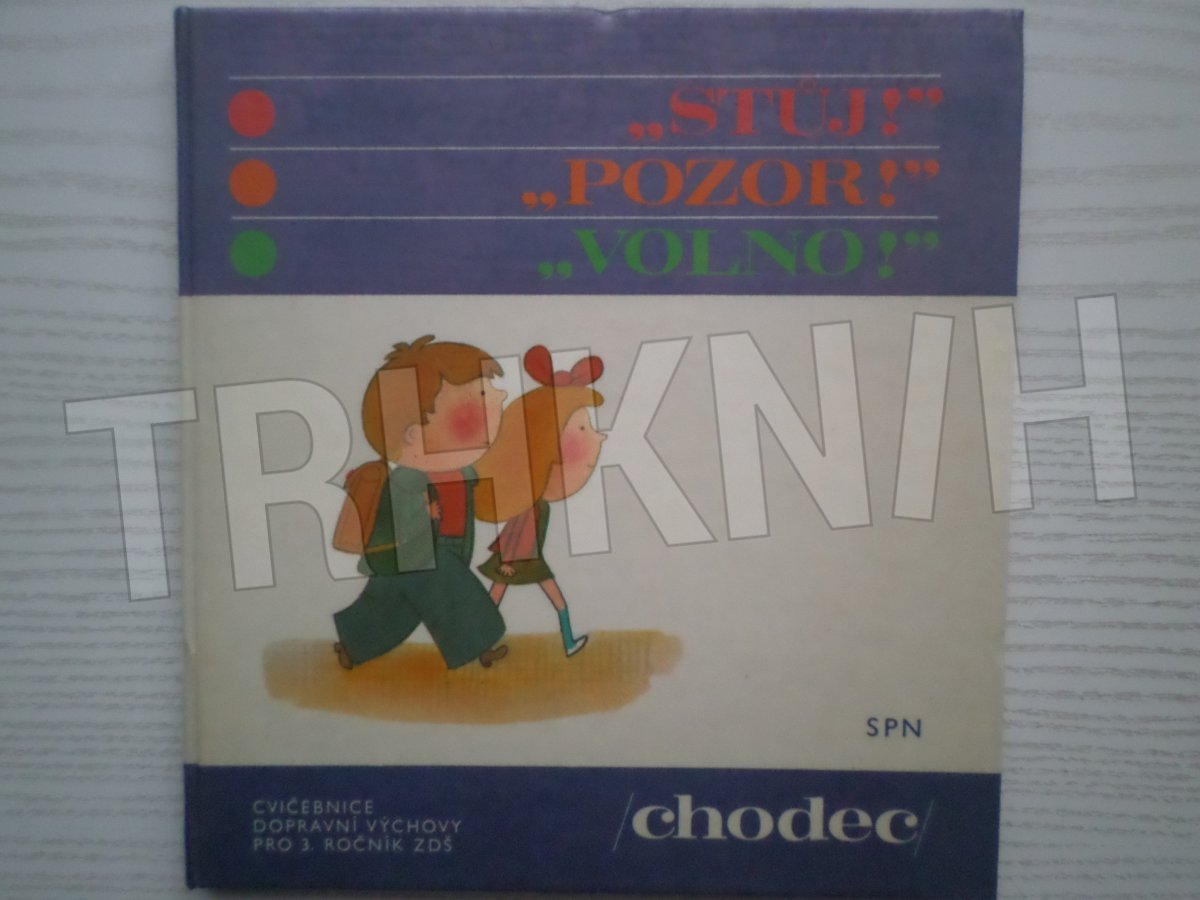 „STŮJ!”
„POZOR!”
„VOLNO!”
TRHKNIH
SPN
CVIČEBNICE
DOPRAVNÍ VÝCHOVY
PRO 3. ROČNÍK ZDŠ
/chodec/